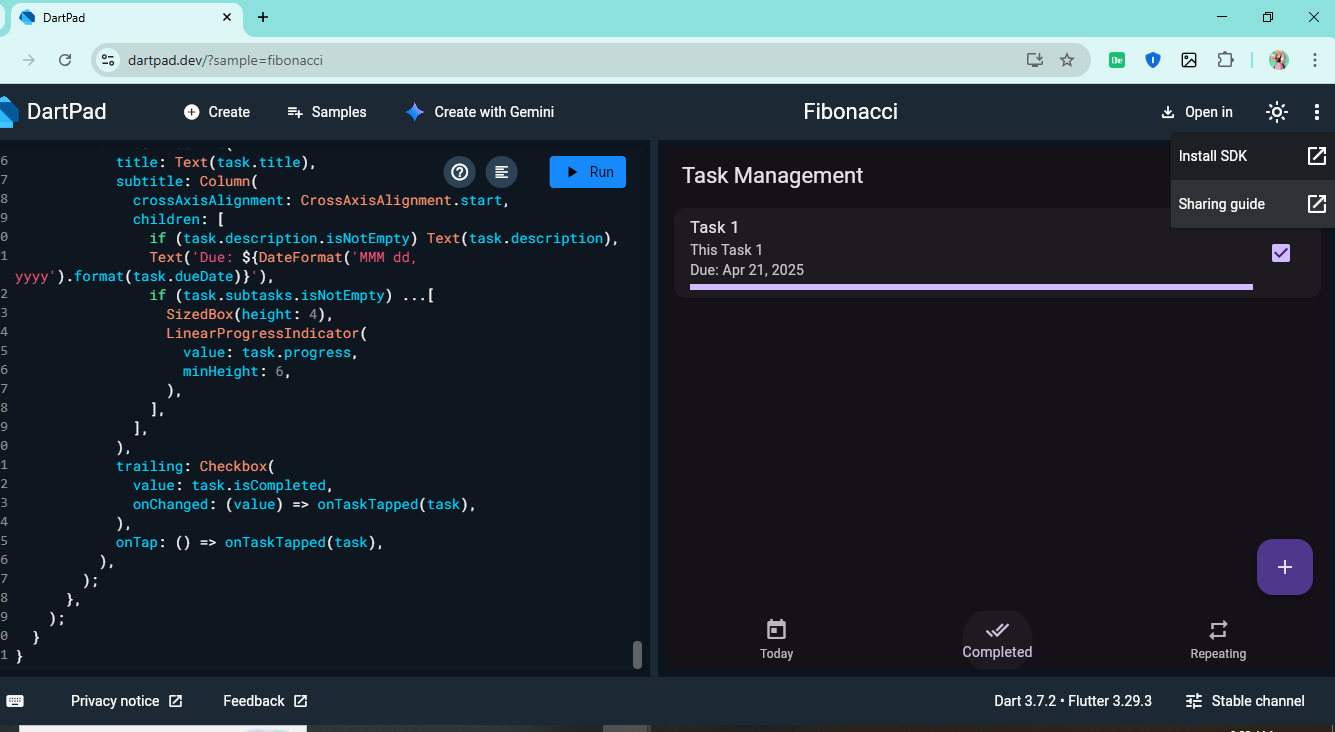 DartPad
dartpad.dev/?sample=fibonacci
De
DartPad
Create
Samples
Create with Gemini
Fibonacci
Open in
Install SDK
Sharing guide
Run
6 title: Text(task.title),
7 subtitle: Column(
8 crossAxisAlignment: CrossAxisAlignment.start,
9 children: [
0 if (task.description.isNotEmpty) Text(task.description),
1 Text('Due: ${DateFormat('MMM dd,
yyyy').format(task.dueDate)}'),
2 if (task.subtasks.isNotEmpty) ...[
3 SizedBox(height: 4),
4 LinearProgressIndicator(
5 value: task.progress,
6 minHeight: 6,
7 ),
8 ],
9 ],
0 ),
1 trailing: Checkbox(
2 value: task.isCompleted,
3 onChanged: (value) => onTaskTapped(task),
4 ),
5 onTap: () => onTaskTapped(task),
6 ),
7 );
8 },
9 );
0 }
1 }
Task Management
Task 1
This Task 1
Due: Apr 21, 2025
+
Today
Completed
Repeating
Privacy notice
Feedback
Dart 3.7.2 • Flutter 3.29.3
Stable channel